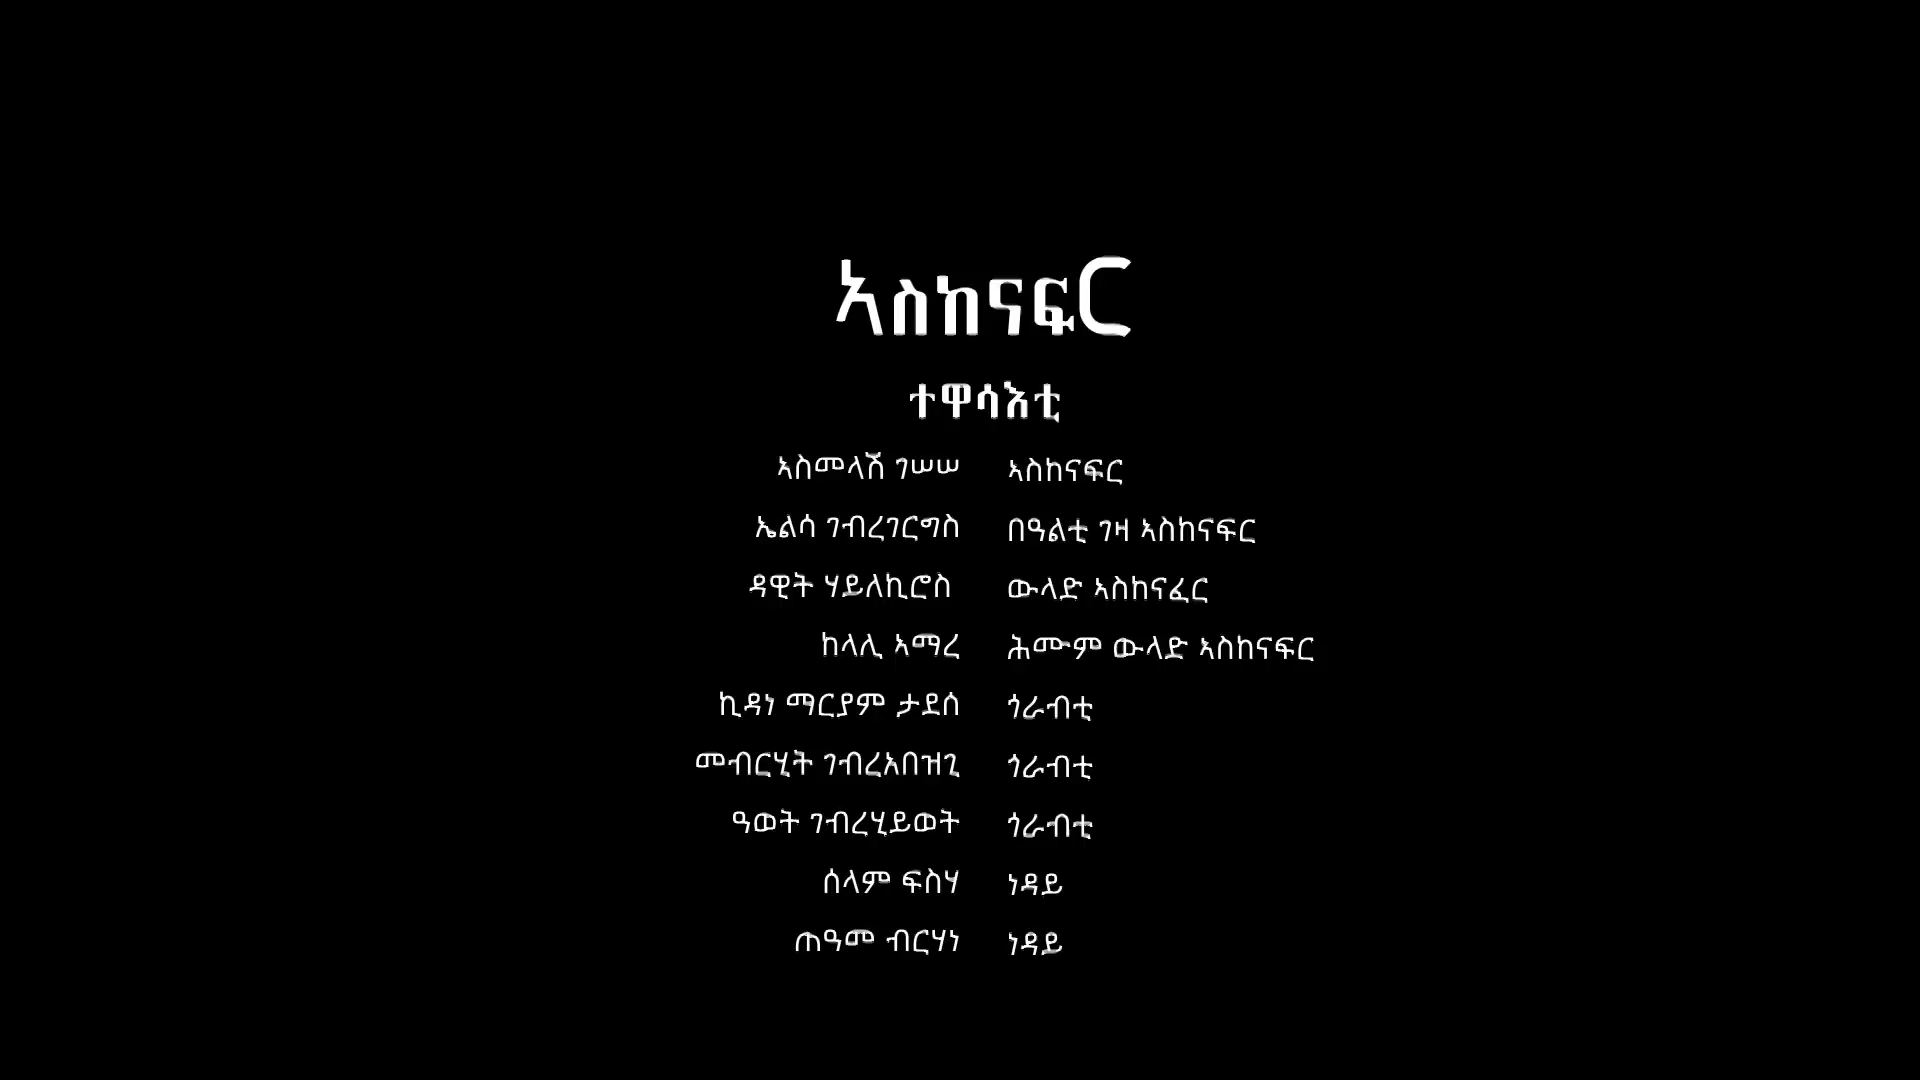 ኣስከናፍር
ተዋሳእቲ
ኣስመላሽ ገሠሠ ኣስከናፍር
ኤልሳ ገብረገርግስ በዓልቲ ገዛ ኣስከናፍር
ዳዊት ሃይለኪሮስ ውላድ ኣስከናፈር
ከላሊ ኣማረ ሕሙም ውላድ ኣስከናፍር
ኪዳነ ማርያም ታደሰ ጎራብቲ
መብርሂት ገብረአበዝጊ ጎራብቲ
ዓወት ገብረሂይወት ጎራብቲ
ሰላም ፍስሃ ነዳይ
ጠዓመ ብርሃነ ነዳይ